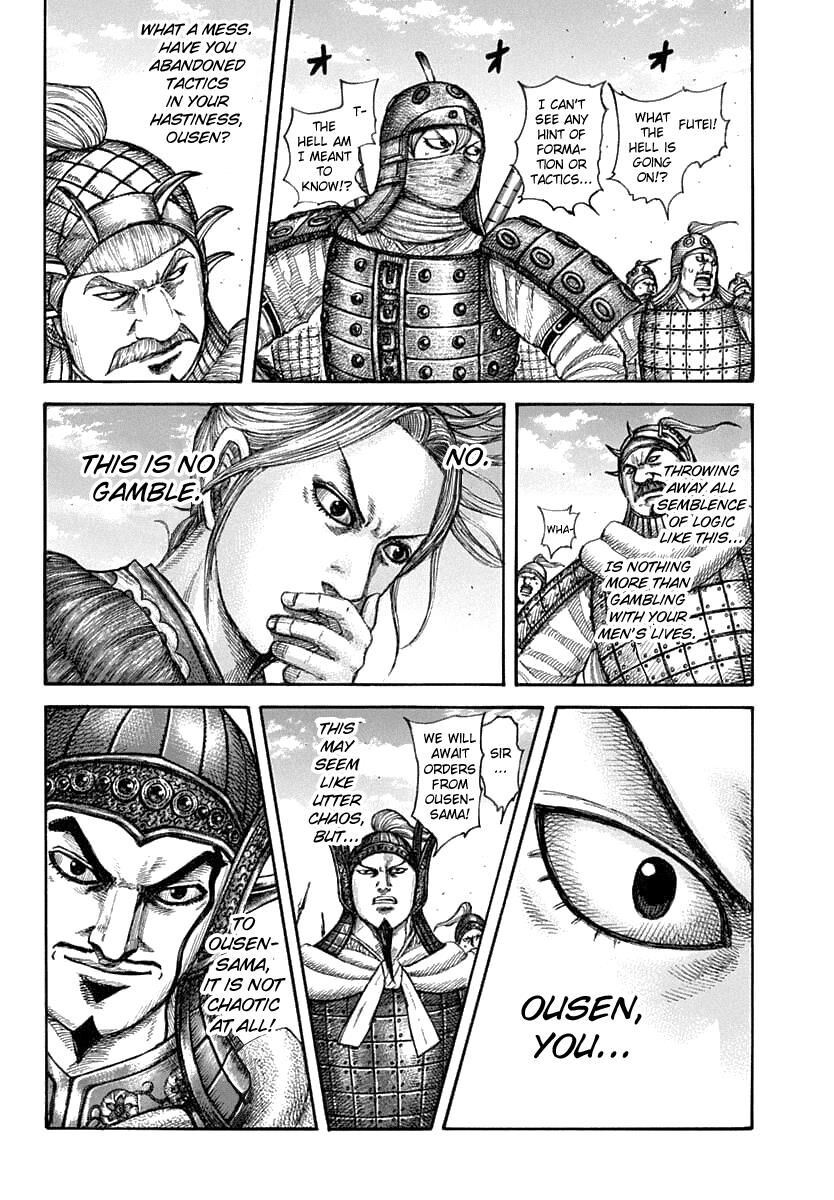 FUTEI!
WHAT
THE
HELL IS
GOING
ON!?
I CAN'T
SEE ANY
HINT OF
FORMA-
TION OR
TACTICS...
T-
THE
HELL AM
I MEANT
TO
KNOW!?
WHAT A MESS.
HAVE YOU
ABANDONED
TACTICS
IN YOUR
HASTINESS,
OUSEN?
THROWING
AWAY ALL
SEMBLENCE
OF LOGIC
LIKE THIS...
IS NOTHING
MORE THAN
GAMBLING
WITH YOUR
MEN'S LIVES.
WHA-
NO.
THIS IS NO
GAMBLE.
OUSEN,
YOU...
SIR
...
WE WILL
AWAIT
ORDERS
FROM
OUSEN-
SAMA!
THIS
MAY
SEEM
LIKE
UTTER
CHAOS,
BUT...
TO
OUSEN-
SAMA,
IT IS NOT
CHAOTIC
AT ALL!